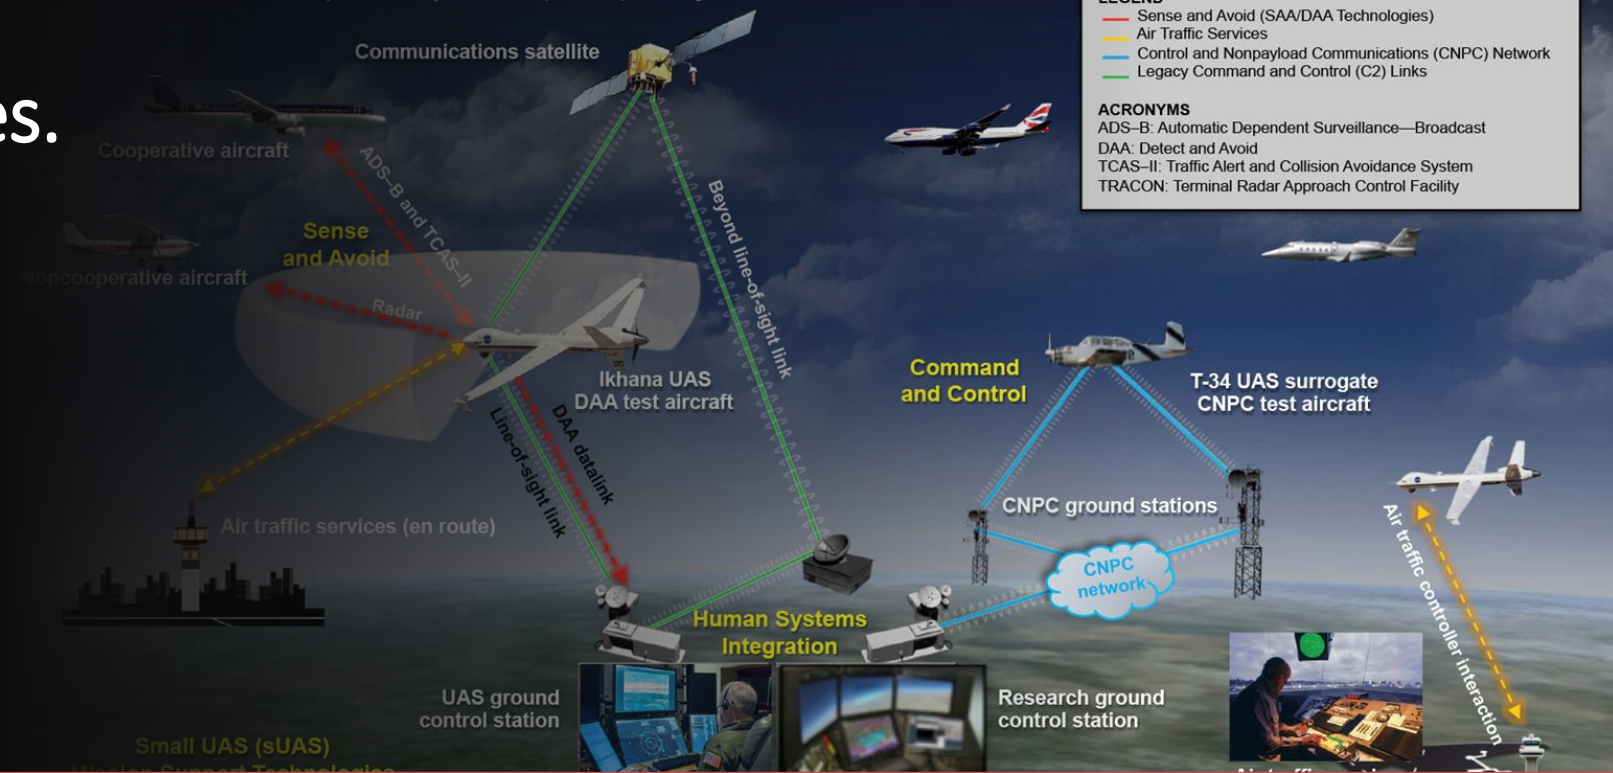 LEGEND
Sense and Avoid (SAA/DAA Technologies)
Air Traffic Services
Control and Nonpayload Communications (CNPC) Network
Legacy Command and Control (C2) Links
ACRONYMS
ADS–B: Automatic Dependent Surveillance—Broadcast
DAA: Detect and Avoid
TCAS–II: Traffic Alert and Collision Avoidance System
TRACON: Terminal Radar Approach Control Facility
es.
Communications satellite
Cooperative aircraft
ADS–B and TCAS–II
Beyond line-of-sight link
Sense
and Avoid
Noncooperative aircraft
Radar
Ikhana UAS
DAA test aircraft
Command
and Control
T-34 UAS surrogate
CNPC test aircraft
Line-of-sight link
DAA datalink
Air traffic services (en route)
CNPC ground stations
CNPC
network
Air traffic controller interaction
Human Systems
Integration
UAS ground
control station
Research ground
control station
Small UAS (sUAS)
Mission Support Technologies